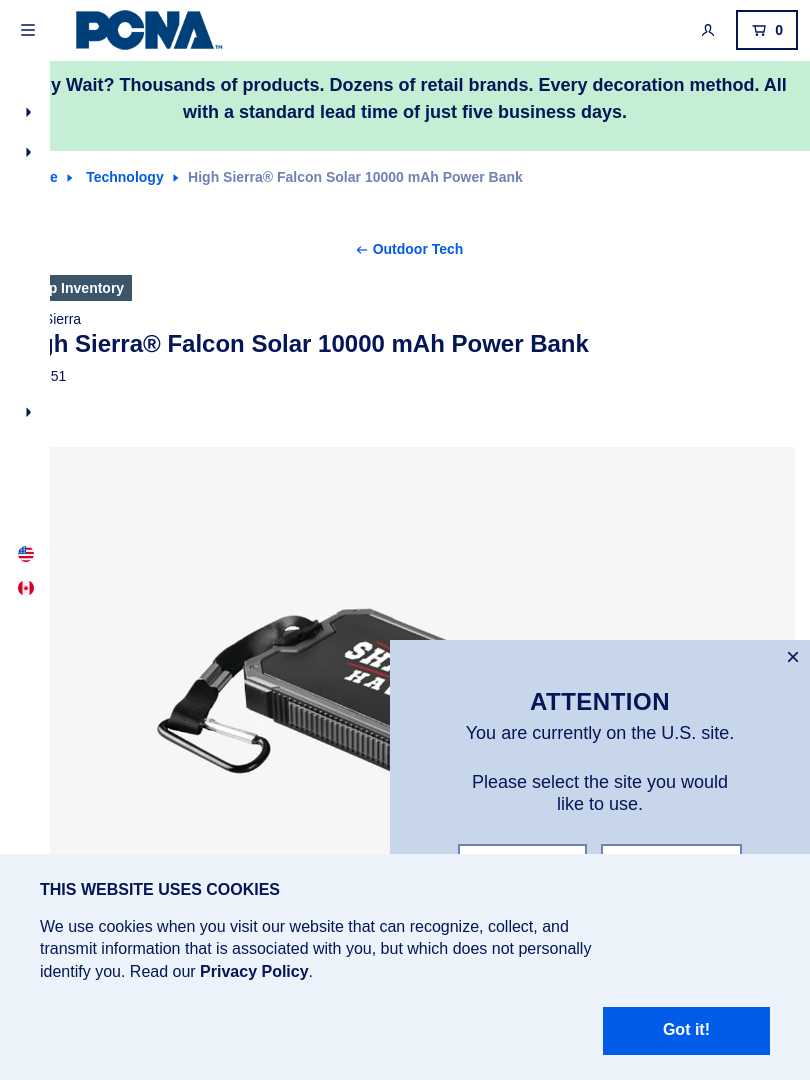 PCNA™
0
y Wait? Thousands of products. Dozens of retail brands. Every decoration method. All
with a standard lead time of just five business days.
e
Technology
High Sierra® Falcon Solar 10000 mAh Power Bank
Outdoor Tech
p Inventory
Sierra
gh Sierra® Falcon Solar 10000 mAh Power Bank
51
ATTENTION
You are currently on the U.S. site.
Please select the site you would
like to use.
THIS WEBSITE USES COOKIES
We use cookies when you visit our website that can recognize, collect, and
transmit information that is associated with you, but which does not personally
identify you. Read our Privacy Policy.
Got it!